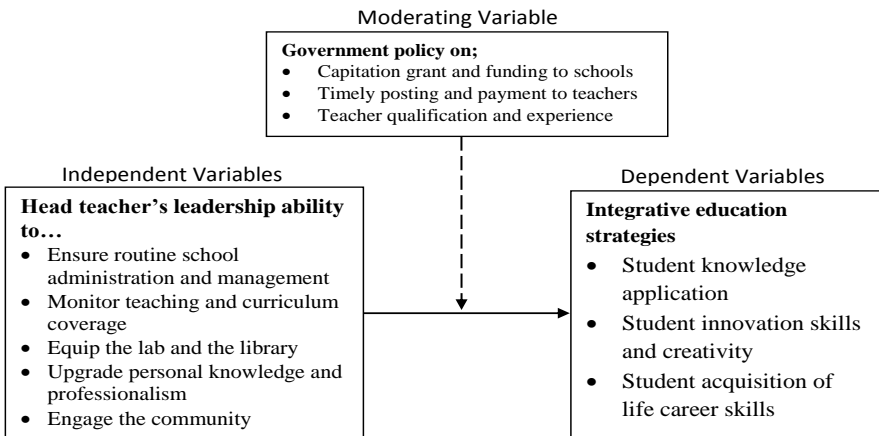 Moderating Variable
Government policy on;
• Capitation grant and funding to schools
• Timely posting and payment to teachers
• Teacher qualification and experience
Independent Variables
Head teacher's leadership ability
to…
• Ensure routine school
administration and management
• Monitor teaching and curriculum
coverage
• Equip the lab and the library
• Upgrade personal knowledge and
professionalism
• Engage the community
Dependent Variables
Integrative education
strategies
• Student knowledge
application
• Student innovation skills
and creativity
• Student acquisition of
life career skills